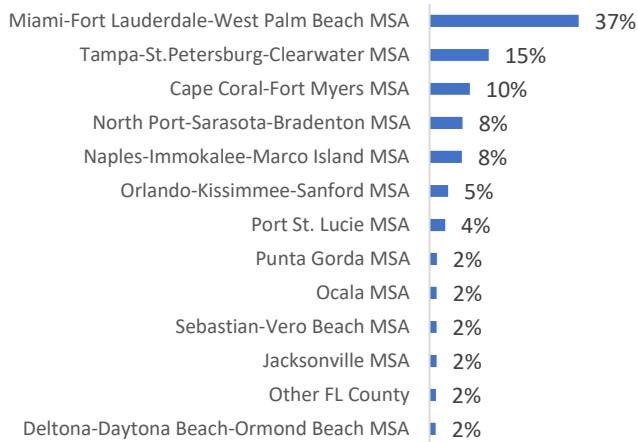 Miami-Fort Lauderdale-West Palm Beach MSA 37%
Tampa-St.Petersburg-Clearwater MSA 15%
Cape Coral-Fort Myers MSA 10%
North Port-Sarasota-Bradenton MSA 8%
Naples-Immokalee-Marco Island MSA 8%
Orlando-Kissimmee-Sanford MSA 5%
Port St. Lucie MSA 4%
Punta Gorda MSA 2%
Ocala MSA 2%
Sebastian-Vero Beach MSA 2%
Jacksonville MSA 2%
Other FL County 2%
Deltona-Daytona Beach-Ormond Beach MSA 2%